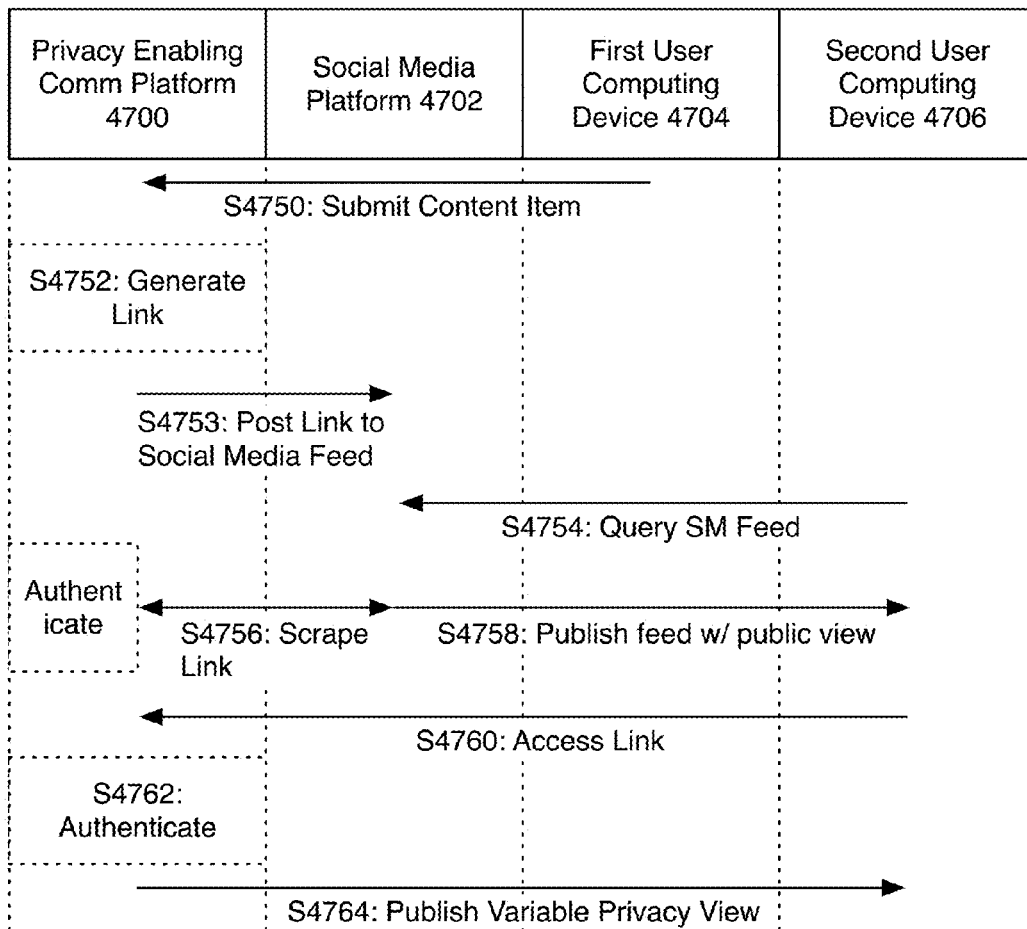 Privacy Enabling
Comm Platform
4700
Social Media
Platform 4702
First User
Computing
Device 4704
Second User
Computing
Device 4706
S4750: Submit Content Item
S4752: Generate
Link
S4753: Post Link to
Social Media Feed
S4754: Query SM Feed
Authent
icate
S4756: Scrape
Link
S4758: Publish feed w/ public view
S4760: Access Link
S4762:
Authenticate
S4764: Publish Variable Privacy View